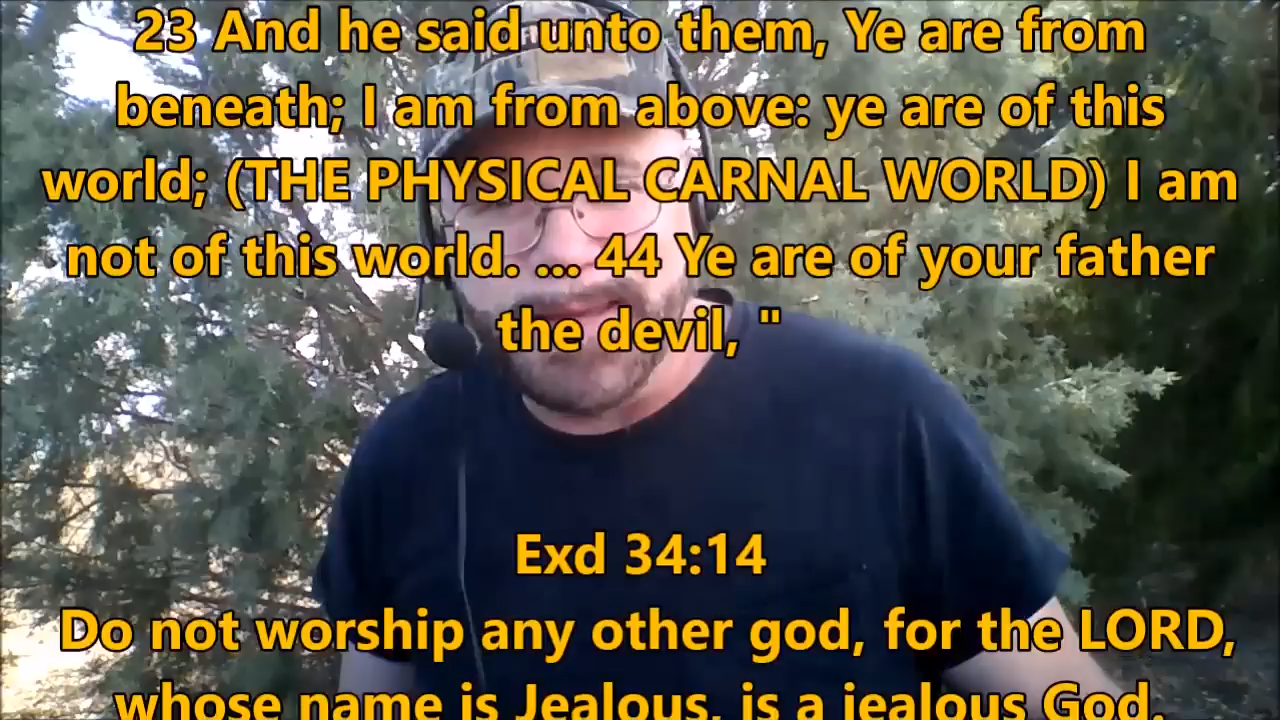 23 And he said unto them, Ye are from
beneath; I am from above: ye are of this
world; (THE PHYSICAL CARNAL WORLD) I am
not of this world. ... 44 Ye are of your father
the devil, "
Exd 34:14
Do not worship any other god, for the LORD,
whose name is Jealous, is a jealous God.